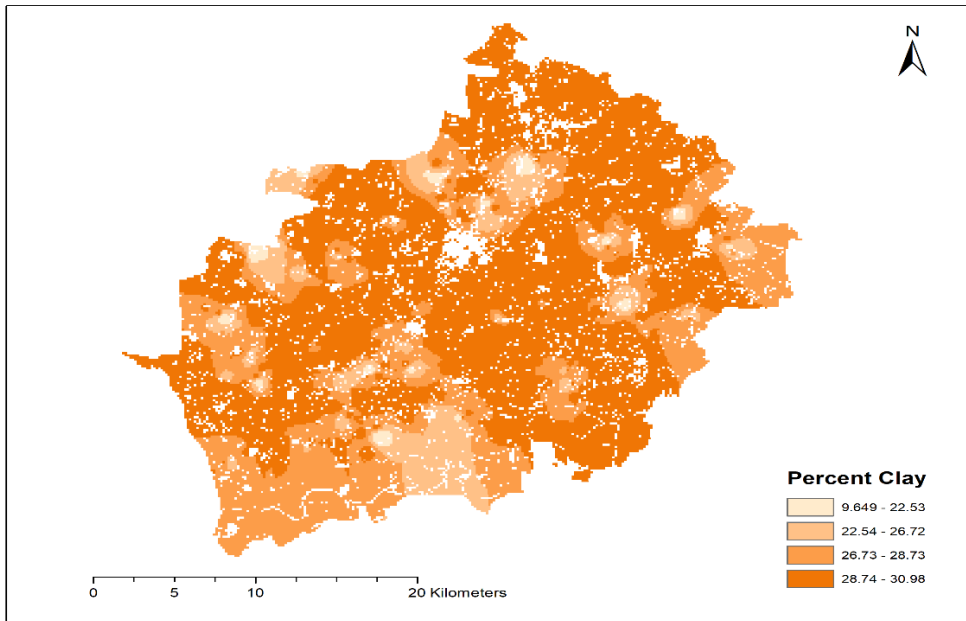 N
Percent Clay
9.649 - 22.53
22.54 - 26.72
26.73 - 28.73
28.74 - 30.98
0 5 10 20 Kilometers